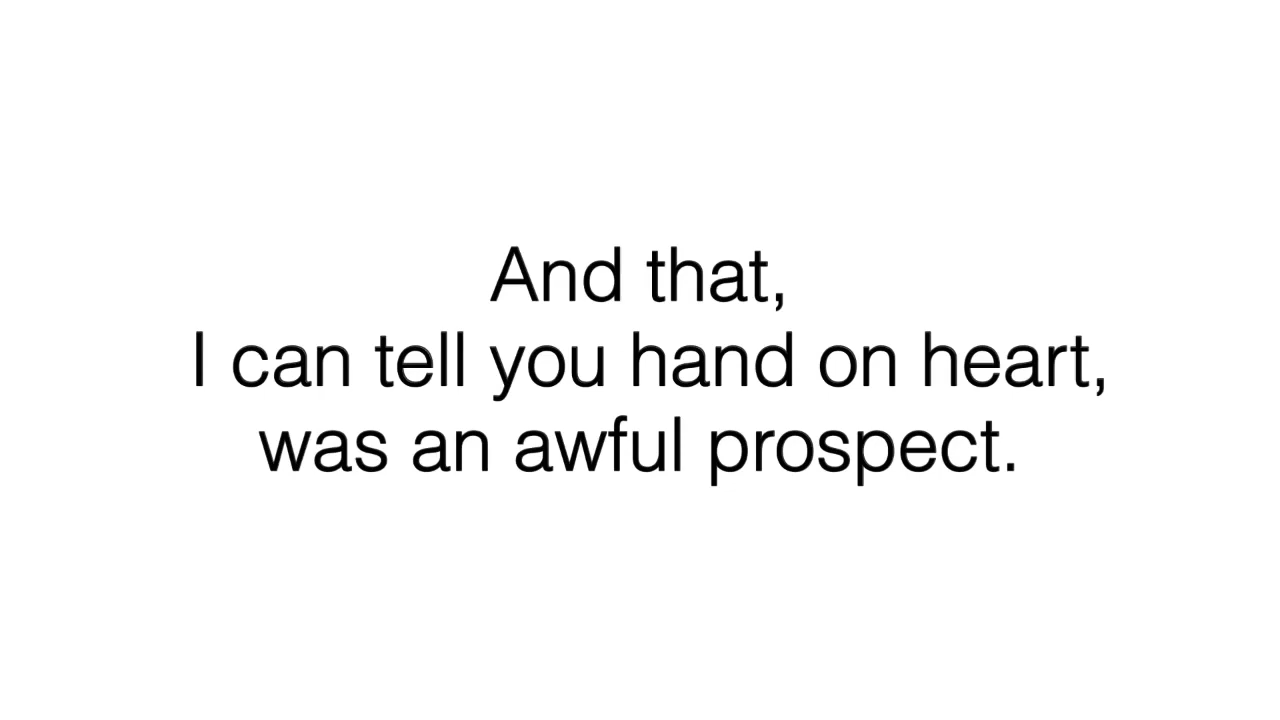 And that,
I can tell you hand on heart,
was an awful prospect.